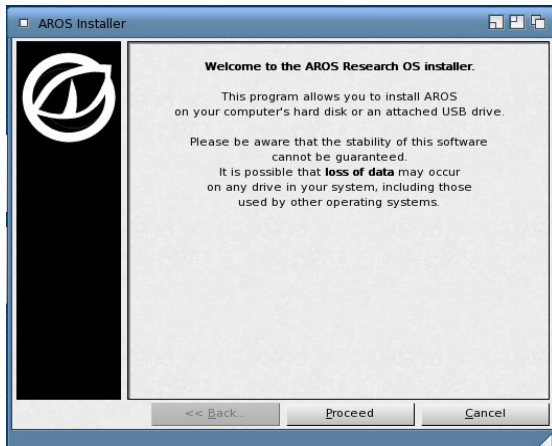 AROS Installer
Welcome to the AROS Research OS installer.
This program allows you to install AROS
on your computer's hard disk or an attached USB drive.
Please be aware that the stability of this software
cannot be guaranteed.
It is possible that loss of data may occur
on any drive in your system, including those
used by other operating systems.
<< Back...
Proceed
Cancel